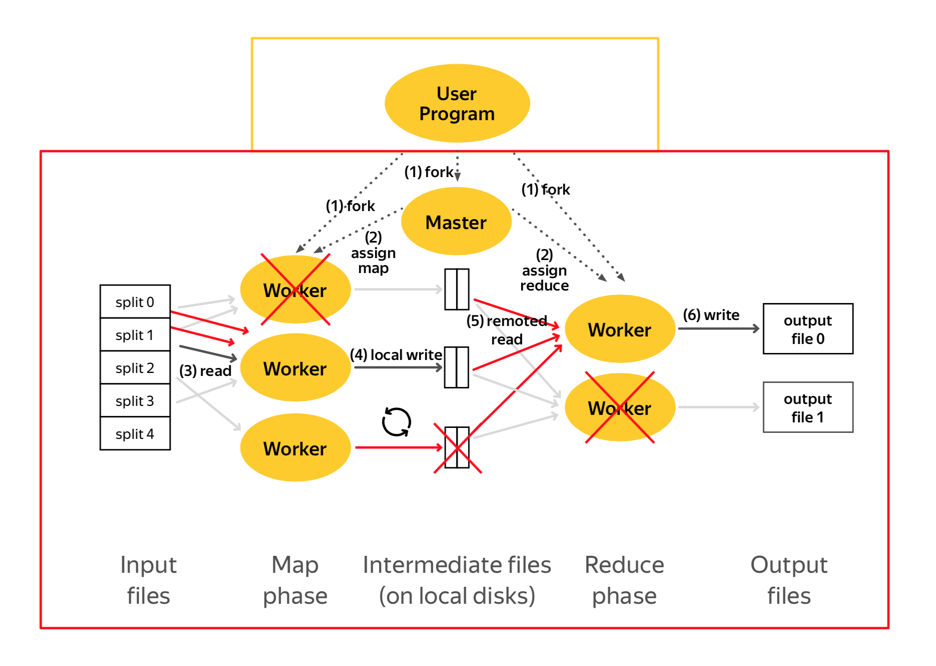 User
Program
(1) fork
(1) fork
(1) fork
Master
(2)
assign
map
(2)
assign
reduce
Worker
split 0
split 1
split 2
split 3
split 4
(3) read
Worker
(4) local write
Worker
(5) remoted
read
Worker
(6) write
output
file 0
Worker
output
file 1
Input
files
Map
phase
Intermediate files
(on local disks)
Reduce
phase
Output
files